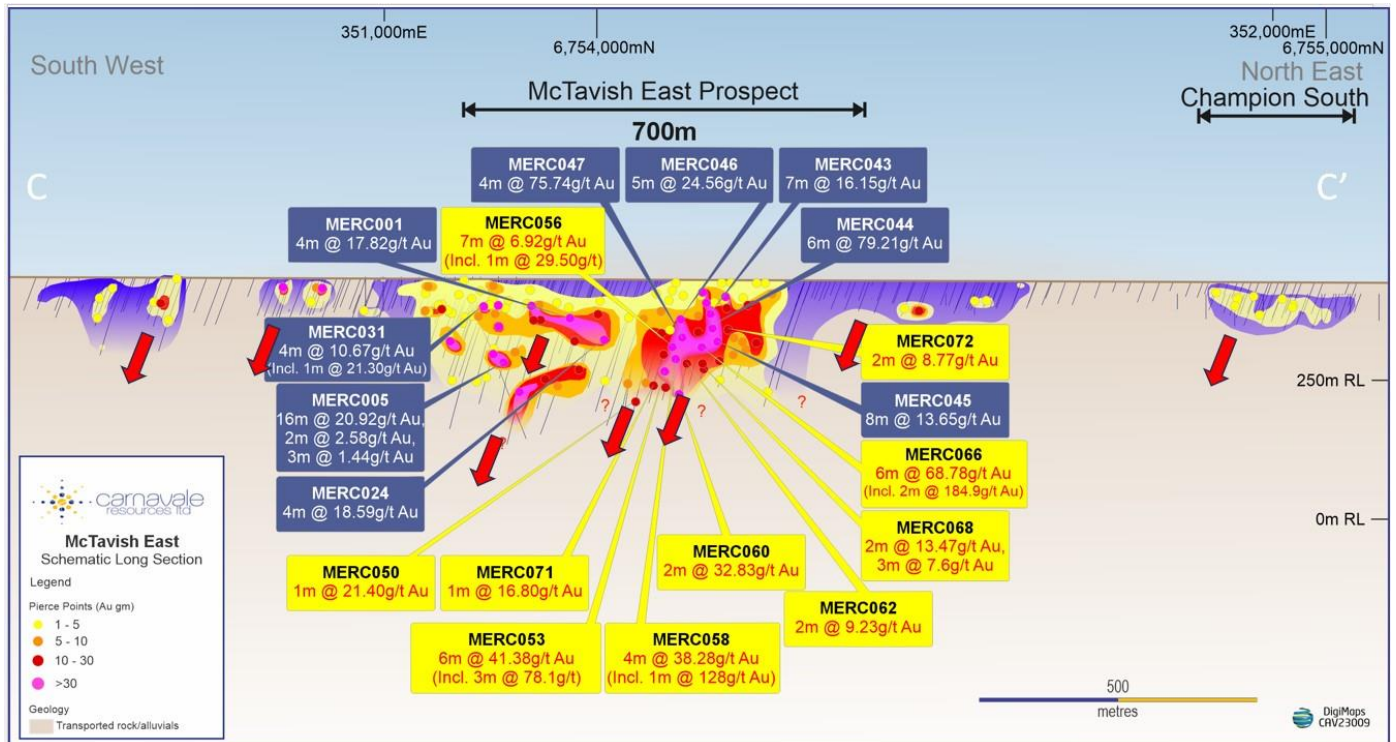 351,000mE
6,754,000mN
352,000mE
6,755,000mN
South West
North East
McTavish East Prospect
Champion South
700m
C
C'
MERC047
4m @ 75.74g/t Au
MERC046
5m @ 24.56g/t Au
MERC043
7m @ 16.15g/t Au
MERC001
4m @ 17.82g/t Au
MERC056
7m @ 6.92g/t Au
(Incl. 1m @ 29.50g/t)
MERC044
6m @ 79.21g/t Au
MERC031
4m @ 10.67g/t Au
(Incl. 1m @ 21.30g/t Au)
MERC072
2m @ 8.77g/t Au
250m RL
MERC005
16m @ 20.92g/t Au,
2m @ 2.58g/t Au,
3m @ 1.44g/t Au
MERC045
8m @ 13.65g/t Au
?
?
?
?
MERC066
6m @ 68.78g/t Au
(Incl. 2m @ 184.9g/t Au)
MERC024
4m @ 18.59g/t Au
MERC068
2m @ 13.47g/t Au,
3m @ 7.6g/t Au
0m RL
MERC050
1m @ 21.40g/t Au
MERC071
1m @ 16.80g/t Au
MERC060
2m @ 32.83g/t Au
MERC062
2m @ 9.23g/t Au
MERC053
6m @ 41.38g/t Au
(Incl. 3m @ 78.1g/t)
MERC058
4m @ 38.28g/t Au
(Incl. 1m @ 128g/t Au)
carnavale
resources ltd
McTavish East
Schematic Long Section
Legend
Pierce Points (Au gm)
1 - 5
5 - 10
10 - 30
>30
Geology
Transported rock/alluvials
500
metres
DigiMaps
CAV23009